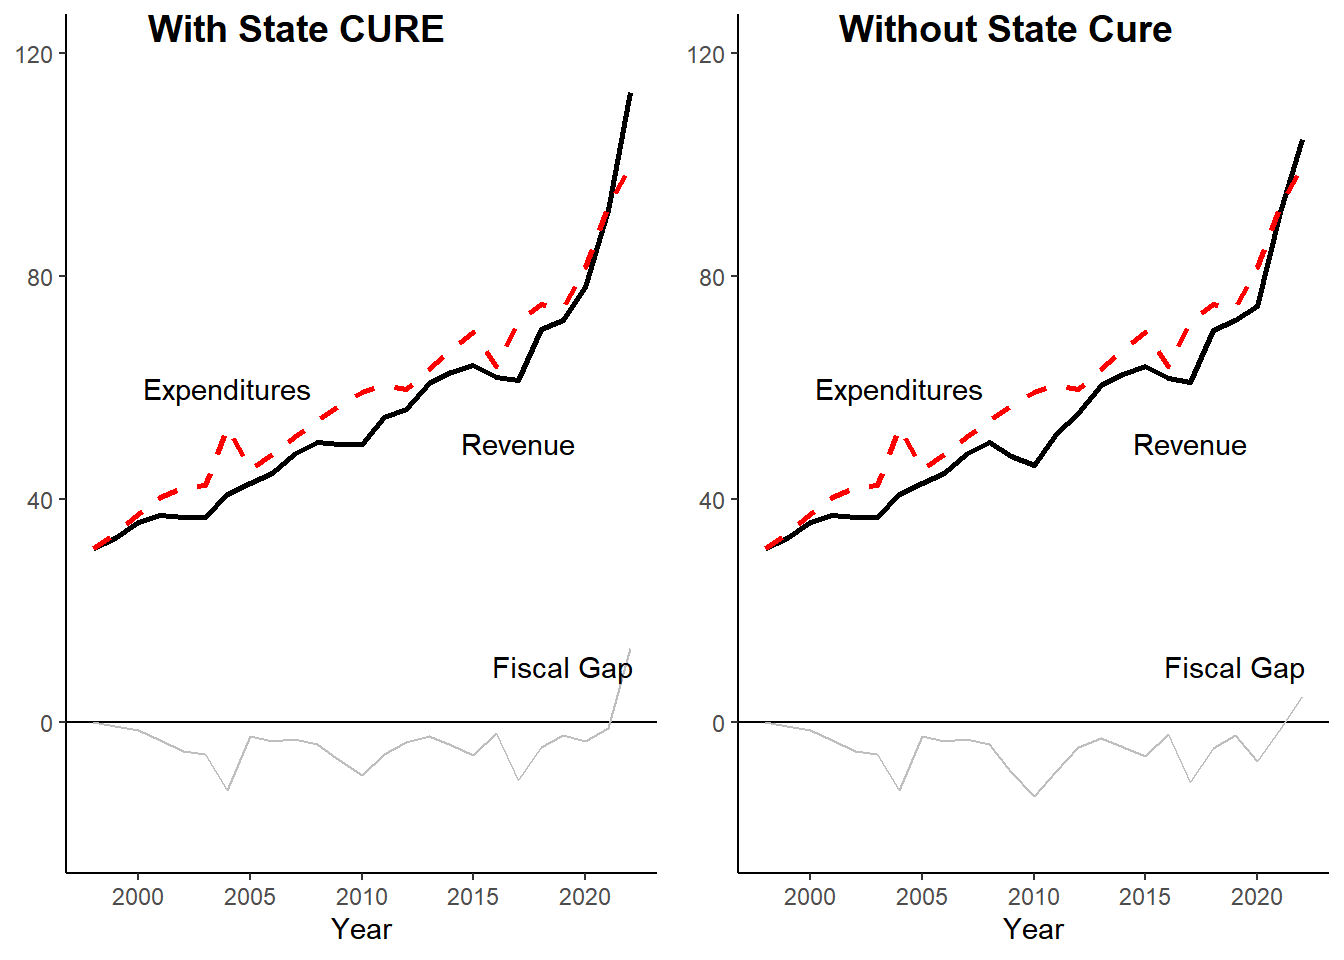 With State CURE
120
80
40
0
Expenditures
Revenue
Fiscal Gap
2000 2005 2010 2015 2020
Year
Without State Cure
120
80
40
0
Expenditures
Revenue
Fiscal Gap
2000 2005 2010 2015 2020
Year